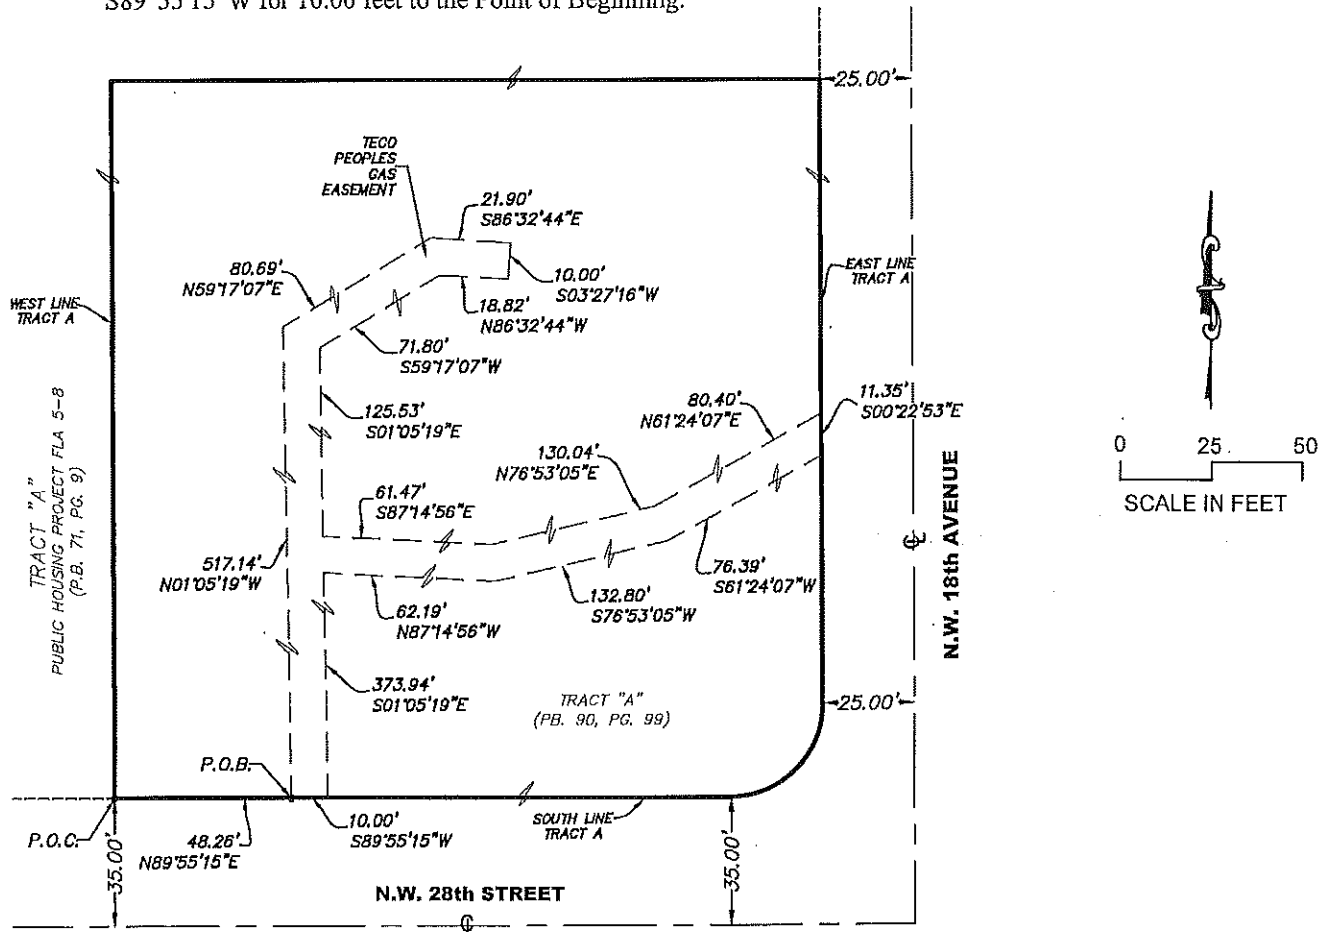 S89°55'15"W for 10.00 feet to the Point of Beginning.
25.00'
TECO
PEOPLES
GAS
EASEMENT
21.90'
S86°32'44"E
80.69'
N59°17'07"E
10.00'
S03°27'16"W
EAST LINE
TRACT A
WEST LINE
TRACT A
18.82'
N86°32'44"W
71.80'
S59°17'07"W
11.35'
S00°22'53"E
80.40'
N61°24'07"E
125.53'
S01°05'19"E
130.04'
N76°53'05"E
0 25 50
SCALE IN FEET
TRACT "A"
PUBLIC HOUSING PROJECT FLA 5-8
(P.B. 71, PG. 9)
61.47'
S87°14'56"E
N.W. 18th AVENUE
517.14'
N01°05'19"W
76.39'
S61°24'07"W
132.80'
S76°53'05"W
62.19'
N87°14'56"W
373.94'
S01°05'19"E
TRACT "A"
(PB. 90, PG. 99)
25.00'
P.O.B.
P.O.C.
48.26'
N89°55'15"E
10.00'
S89°55'15"W
SOUTH LINE
TRACT A
35.00'
35.00'
N.W. 28th STREET